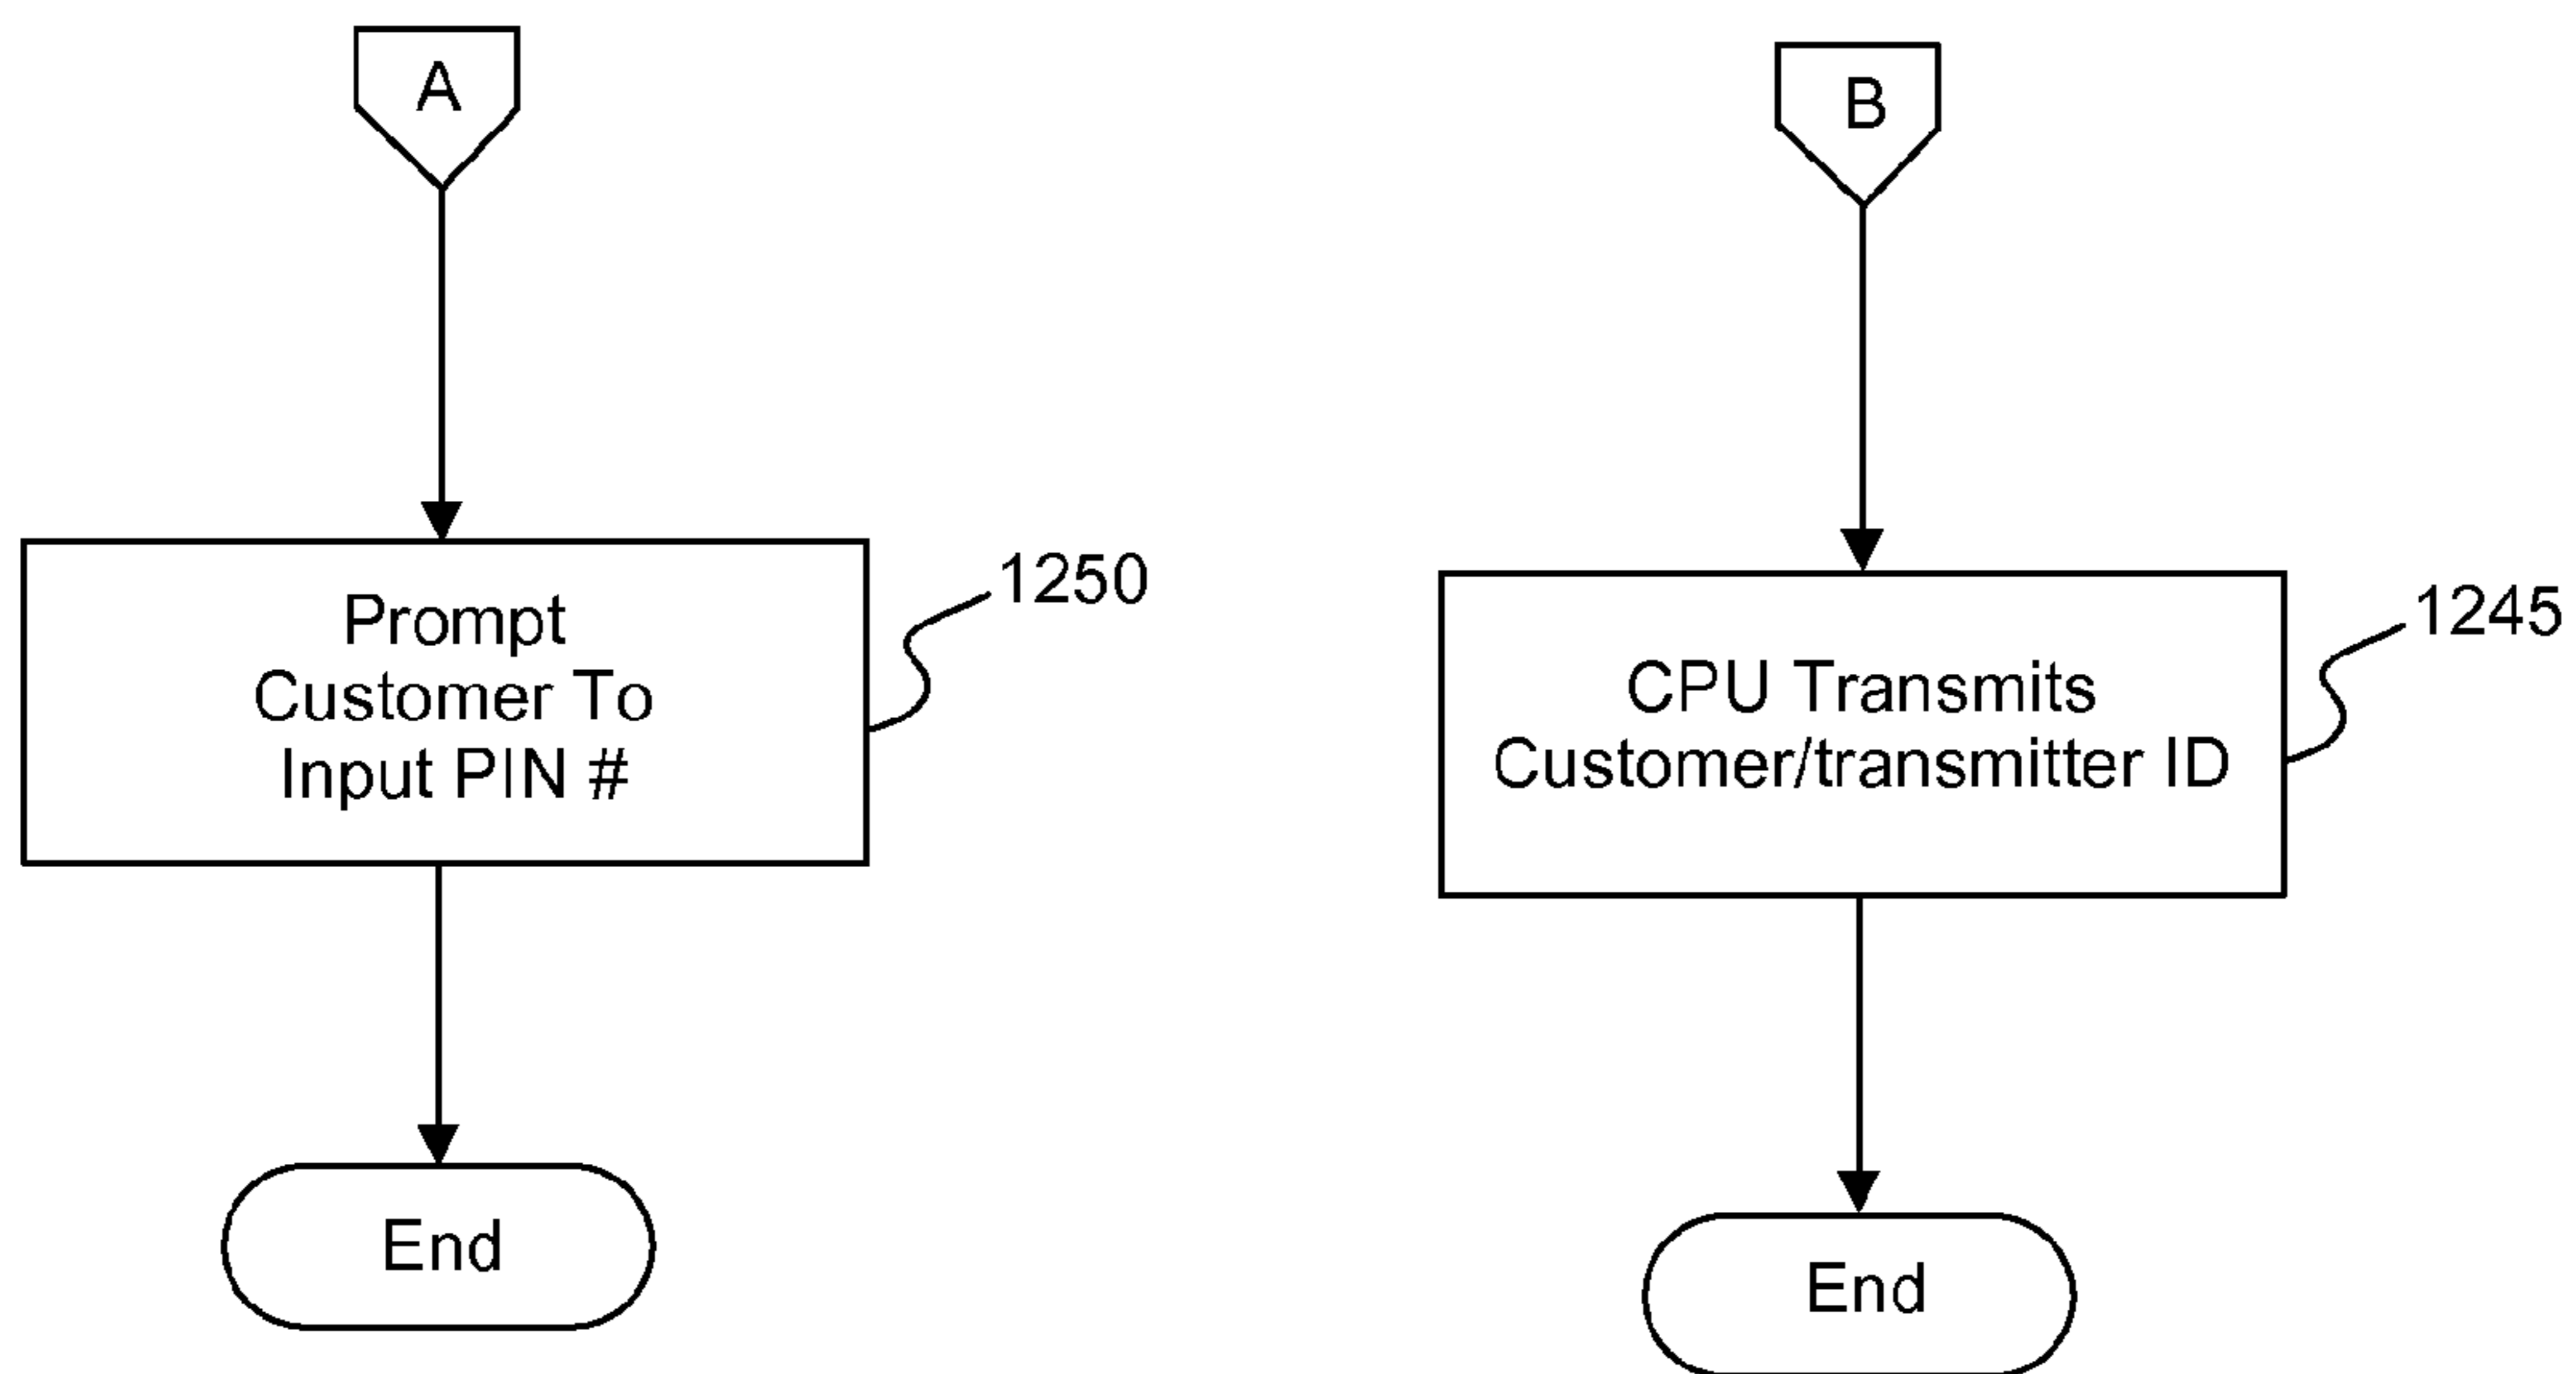 A
Prompt
Customer To
Input PIN #
1250
End
B
CPU Transmits
Customer/transmitter ID
1245
End